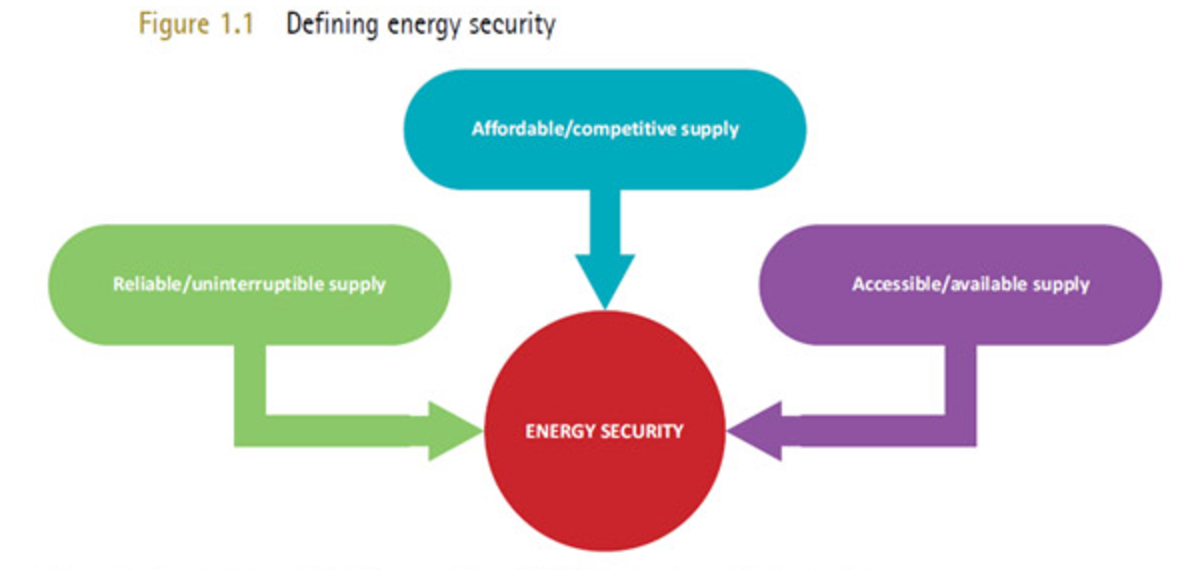 Figure 1.1 Defining energy security
Affordable/competitive supply
Reliable/uninterruptible supply
Accessible/available supply
ENERGY SECURITY